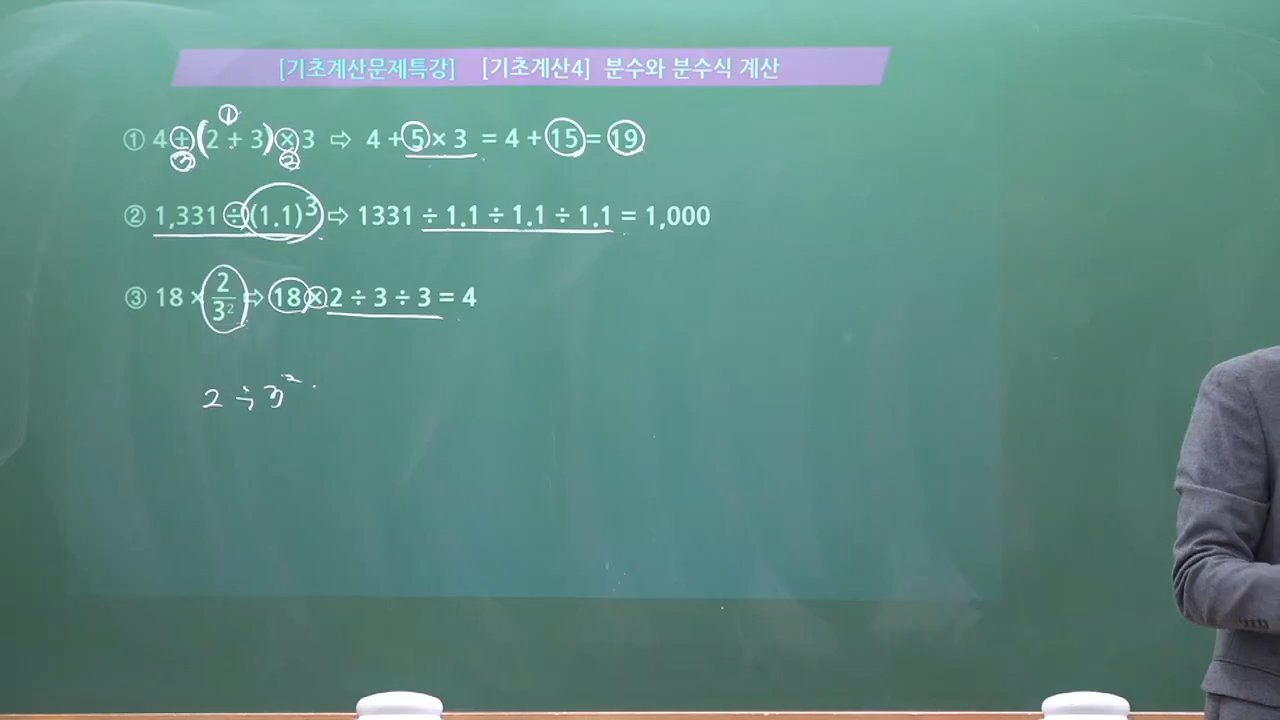 [기초계산문제특강] [기초계산4] 분수와 분수식 계산
①
① 4 + (2 + 3) × 3 ⇨ 4 + 5 × 3 = 4 + 15 = 19
③ ②
② 1,331 ÷ (1.1)³ ⇨ 1331 ÷ 1.1 ÷ 1.1 ÷ 1.1 = 1,000
③ 18 × 2/3² ⇨ 18 × 2 ÷ 3 ÷ 3 = 4
2 ÷ 3²